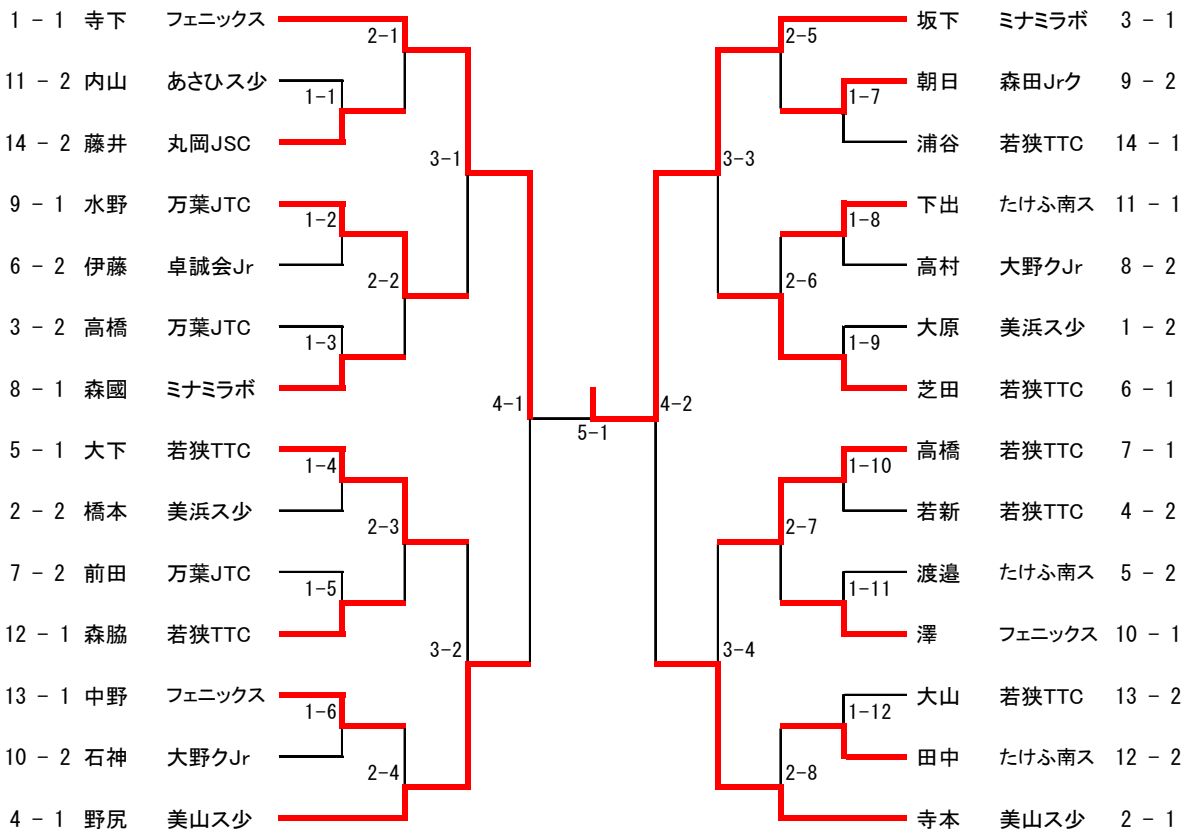 1 - 1 寺下 フェニックス
11 - 2 内山 あさひス少
14 - 2 藤井 丸岡JSC
9 - 1 水野 万葉JTC
6 - 2 伊藤 卓誠会Jr
3 - 2 高橋 万葉JTC
8 - 1 森國 ミナミラボ
5 - 1 大下 若狭TTC
2 - 2 橋本 美浜ス少
7 - 2 前田 万葉JTC
12 - 1 森脇 若狭TTC
13 - 1 中野 フェニックス
10 - 2 石神 大野クJr
4 - 1 野尻 美山ス少
1-1
1-2
1-3
1-4
1-5
1-6
2-1
2-2
2-3
2-4
3-1
3-2
4-1
5-1
4-2
3-3
3-4
2-5
2-6
2-7
2-8
1-7
1-8
1-9
1-10
1-11
1-12
坂下 ミナミラボ 3 - 1
朝日 森田Jrク 9 - 2
浦谷 若狭TTC 14 - 1
下出 たけふ南ス 11 - 1
高村 大野クJr 8 - 2
大原 美浜ス少 1 - 2
芝田 若狭TTC 6 - 1
高橋 若狭TTC 7 - 1
若新 若狭TTC 4 - 2
渡邉 たけふ南ス 5 - 2
澤 フェニックス 10 - 1
大山 若狭TTC 13 - 2
田中 たけふ南ス 12 - 2
寺本 美山ス少 2 - 1